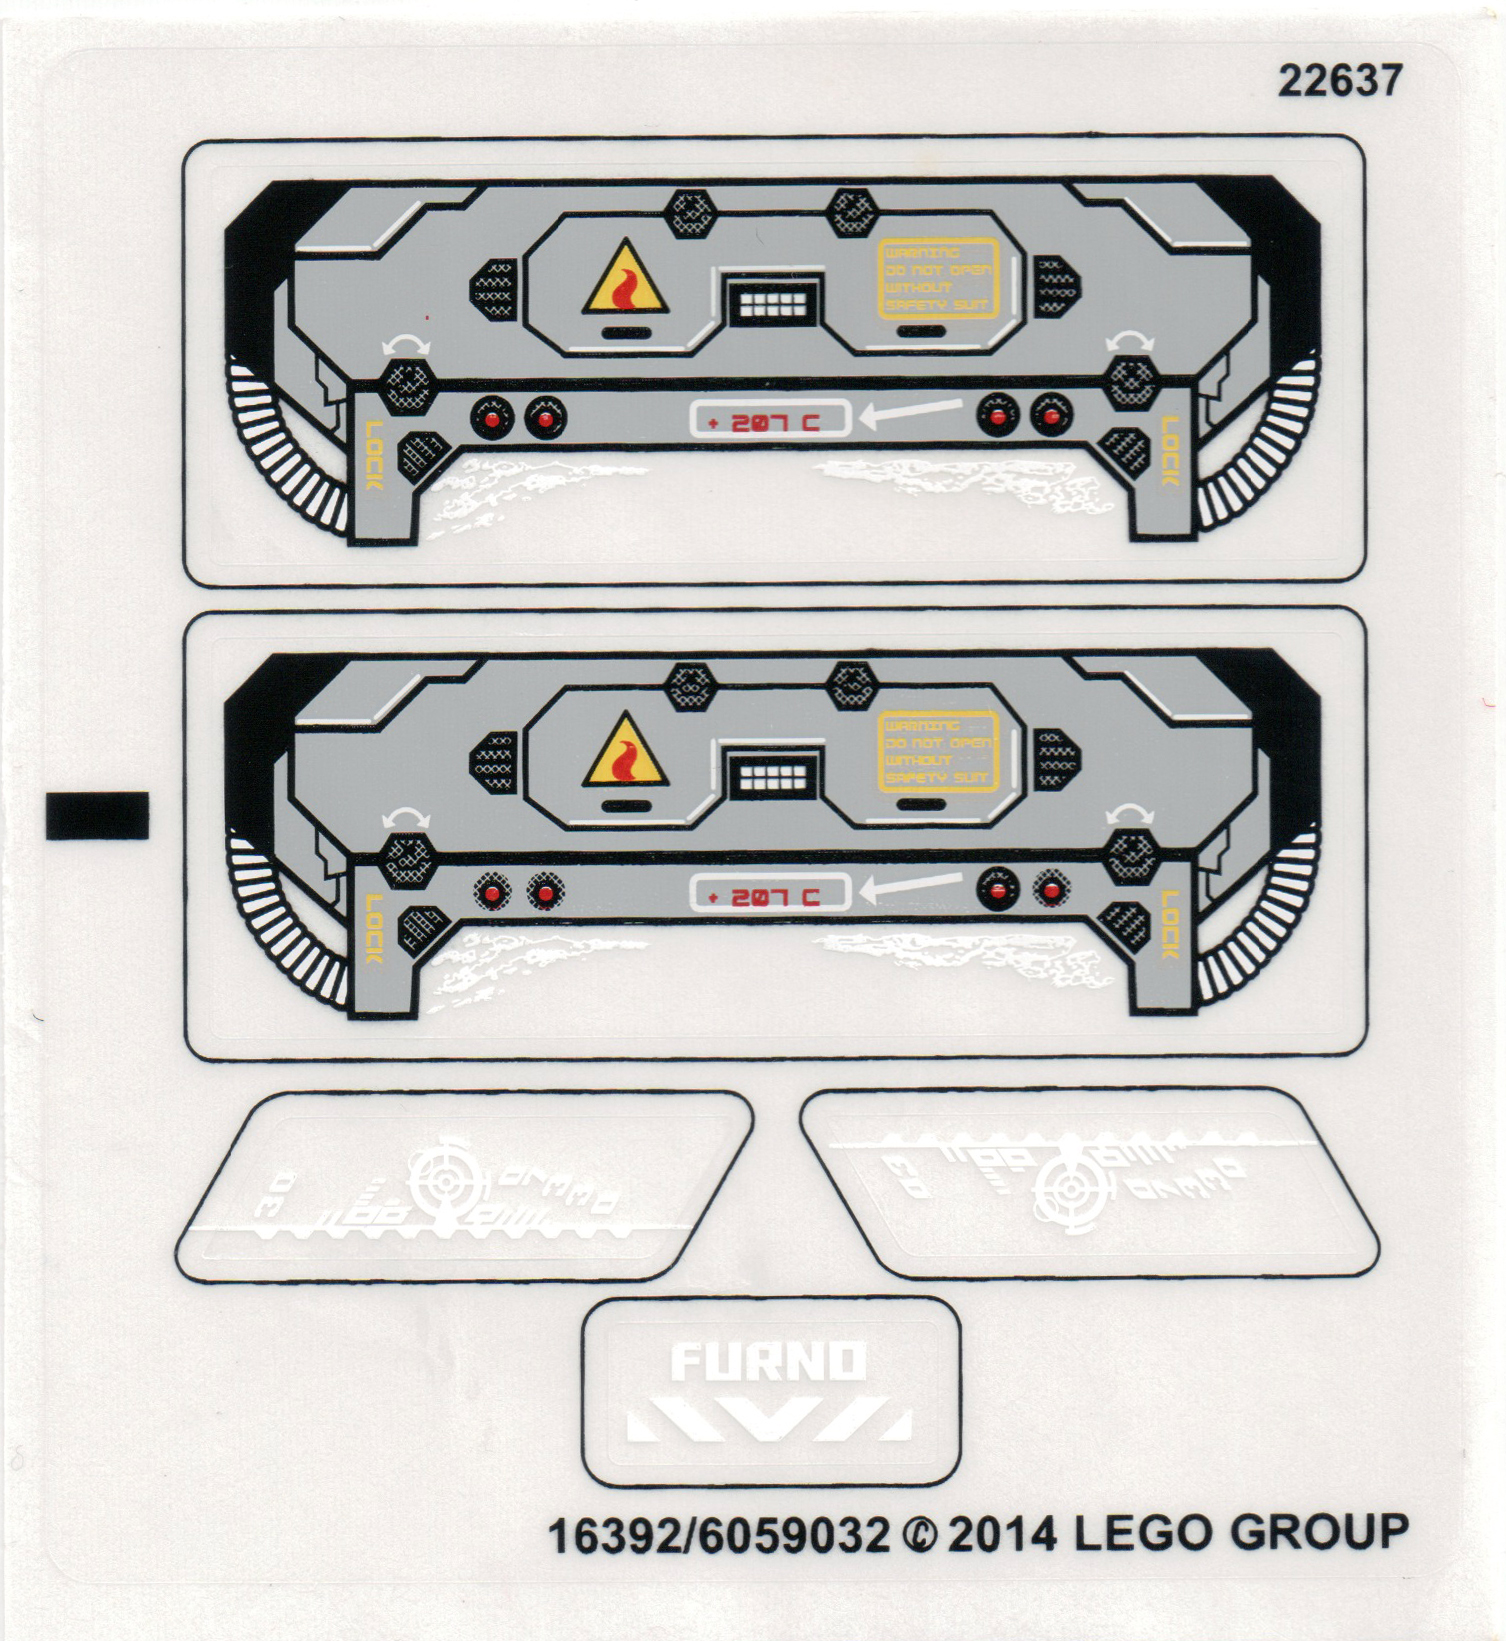 22637
WARNING
DO NOT OPEN
WITHOUT
SAFETY SUIT
LOCK
+ 207 C
LOCK
WARNING
DO NOT OPEN
WITHOUT
SAFETY SUIT
LOCK
+ 207 C
LOCK
30
30
FURNO
16392/6059032 © 2014 LEGO GROUP